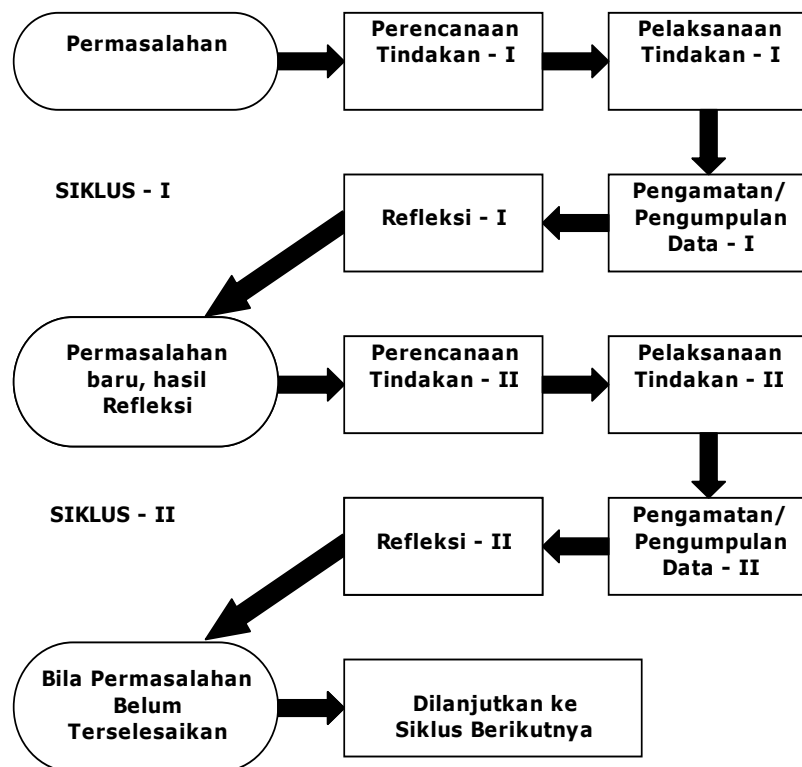 Permasalahan
Perencanaan
Tindakan - I
Pelaksanaan
Tindakan - I
SIKLUS - I
Refleksi - I
Pengamatan/
Pengumpulan
Data - I
Permasalahan
baru, hasil
Refleksi
Perencanaan
Tindakan - II
Pelaksanaan
Tindakan - II
SIKLUS - II
Refleksi - II
Pengamatan/
Pengumpulan
Data - II
Bila Permasalahan
Belum
Terselesaikan
Dilanjutkan ke
Siklus Berikutnya